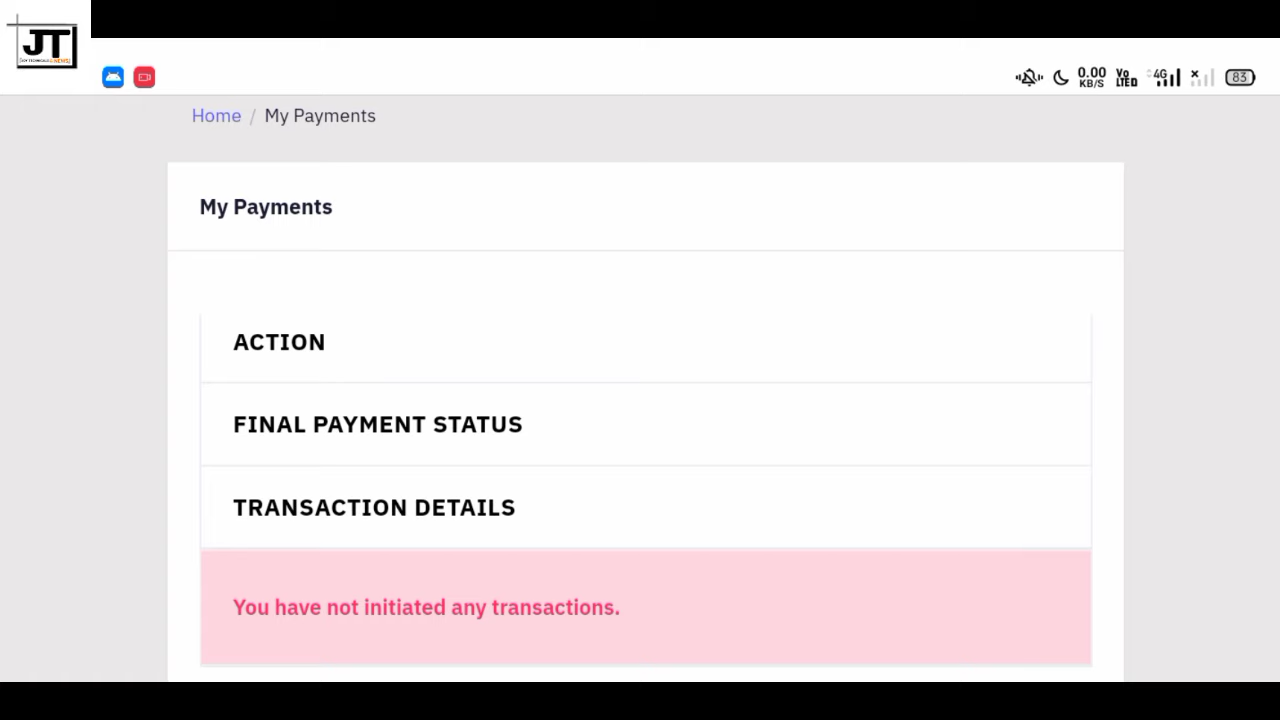 JT
0.00
KB/S
Vo
LTED
4G
83
Home / My Payments
My Payments
ACTION
FINAL PAYMENT STATUS
TRANSACTION DETAILS
You have not initiated any transactions.